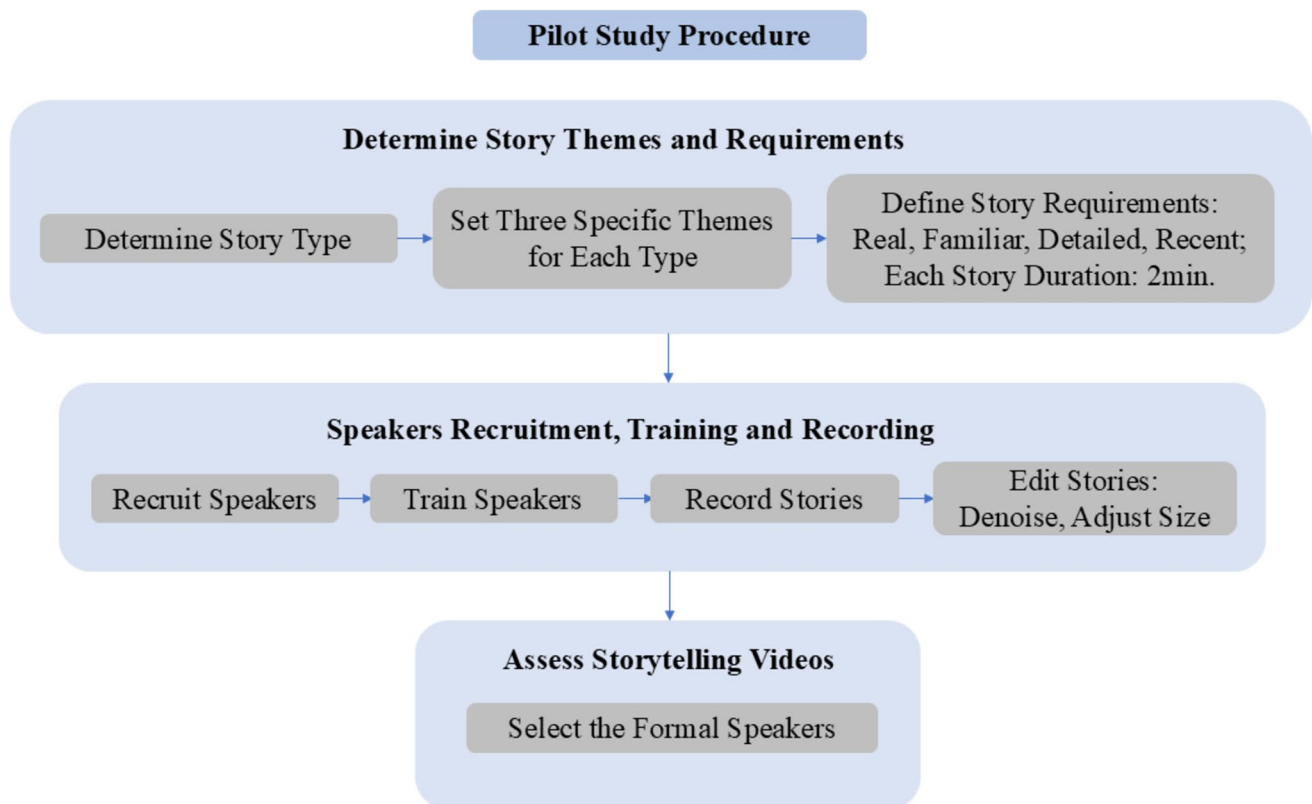 Pilot Study Procedure
Determine Story Themes and Requirements
Determine Story Type
Set Three Specific Themes
for Each Type
Define Story Requirements:
Real, Familiar, Detailed, Recent;
Each Story Duration: 2min.
Speakers Recruitment, Training and Recording
Recruit Speakers
Train Speakers
Record Stories
Edit Stories:
Denoise, Adjust Size
Assess Storytelling Videos
Select the Formal Speakers